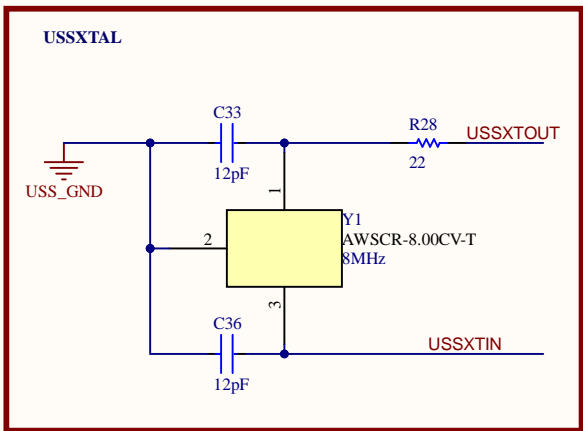 USSXTAL
C33
12pF
R28
22
USSXTOUT
USS_GND
1
2
Y1
AWSCR-8.00CV-T
8MHz
3
C36
12pF
USSXTIN